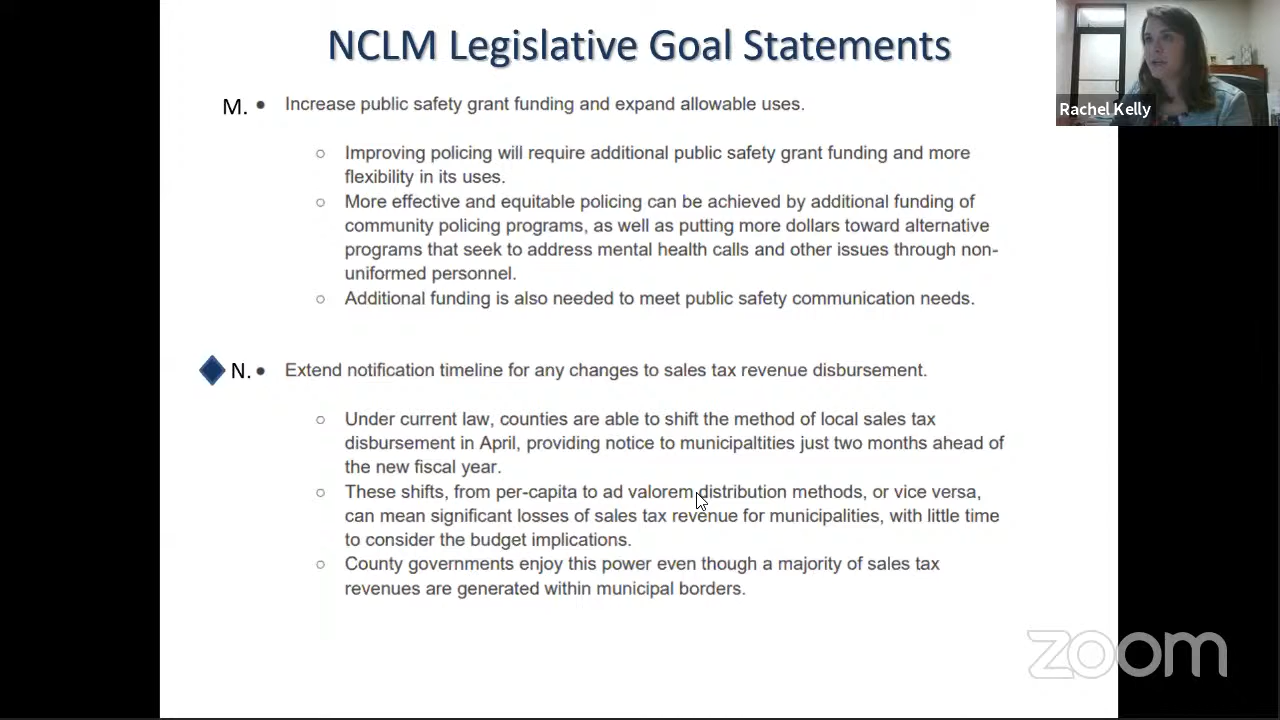 NCLM Legislative Goal Statements
Rachel Kelly
M. • Increase public safety grant funding and expand allowable uses.
○ Improving policing will require additional public safety grant funding and more
flexibility in its uses.
○ More effective and equitable policing can be achieved by additional funding of
community policing programs, as well as putting more dollars toward alternative
programs that seek to address mental health calls and other issues through non-
uniformed personnel.
○ Additional funding is also needed to meet public safety communication needs.
N. • Extend notification timeline for any changes to sales tax revenue disbursement.
○ Under current law, counties are able to shift the method of local sales tax
disbursement in April, providing notice to municipaltities just two months ahead of
the new fiscal year.
○ These shifts, from per-capita to ad valorem distribution methods, or vice versa,
can mean significant losses of sales tax revenue for municipalities, with little time
to consider the budget implications.
○ County governments enjoy this power even though a majority of sales tax
revenues are generated within municipal borders.
zoom